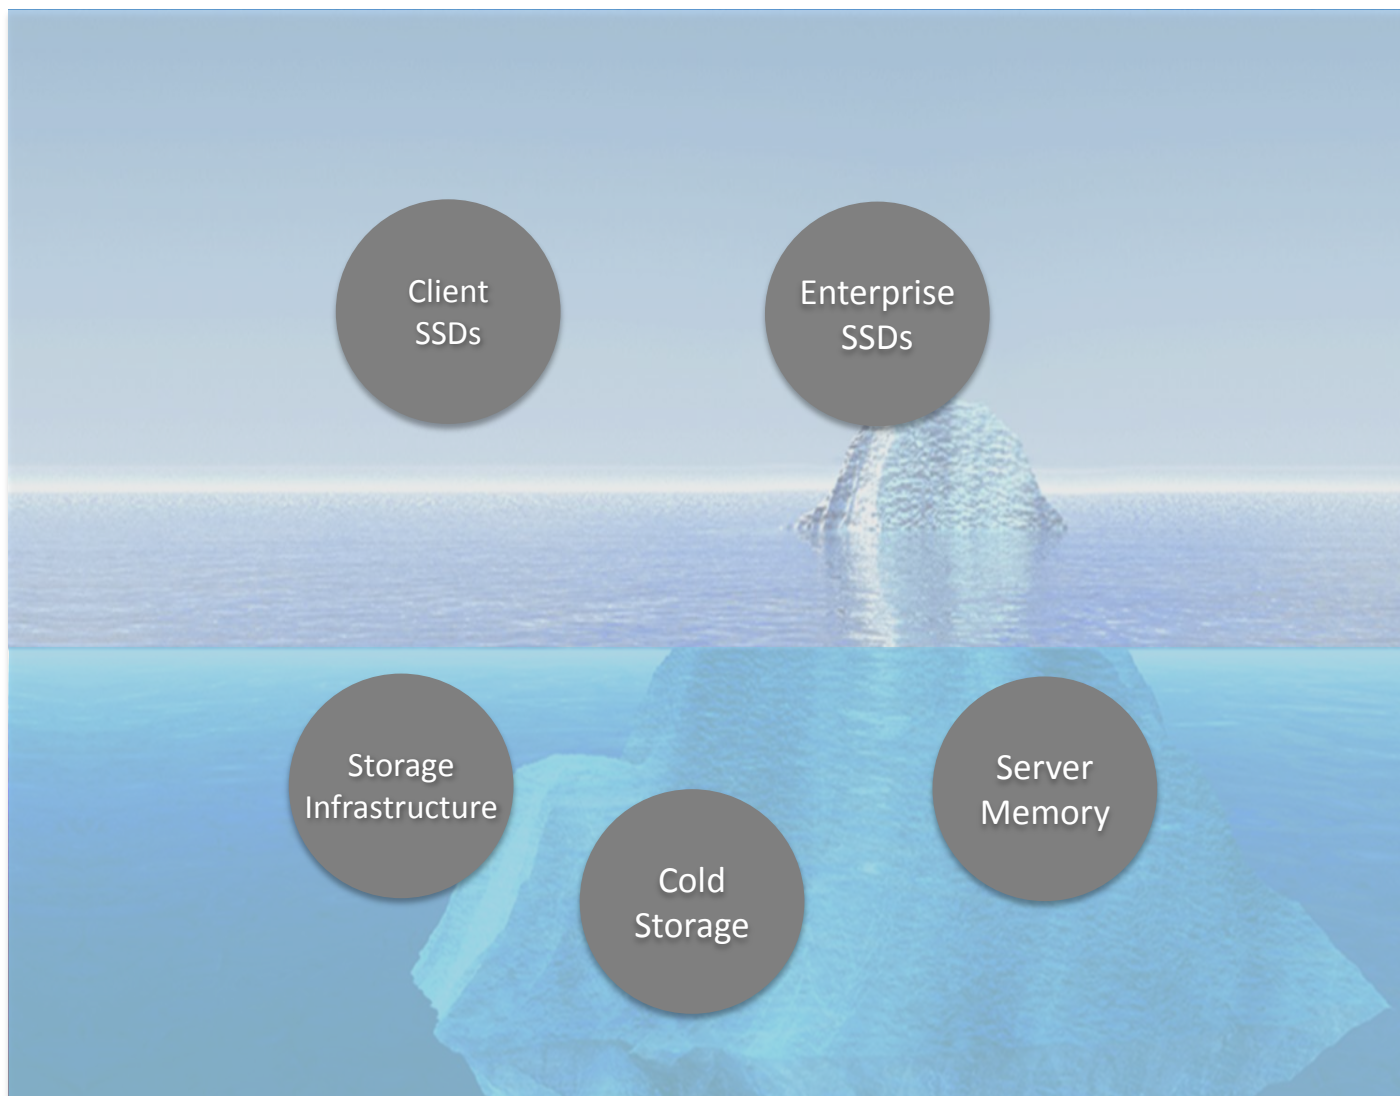 Client
SSDs
Enterprise
SSDs
Storage
Infrastructure
Cold
Storage
Server
Memory